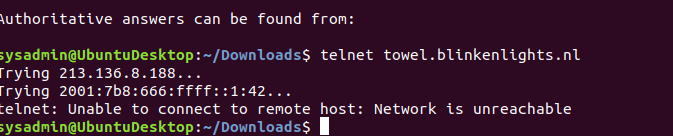 Authoritative answers can be found from:
sysadmin@UbuntuDesktop:~/Downloads$ telnet towel.blinkenlights.nl
Trying 213.136.8.188...
Trying 2001:7b8:666:ffff::1:42...
telnet: Unable to connect to remote host: Network is unreachable
sysadmin@UbuntuDesktop:~/Downloads$